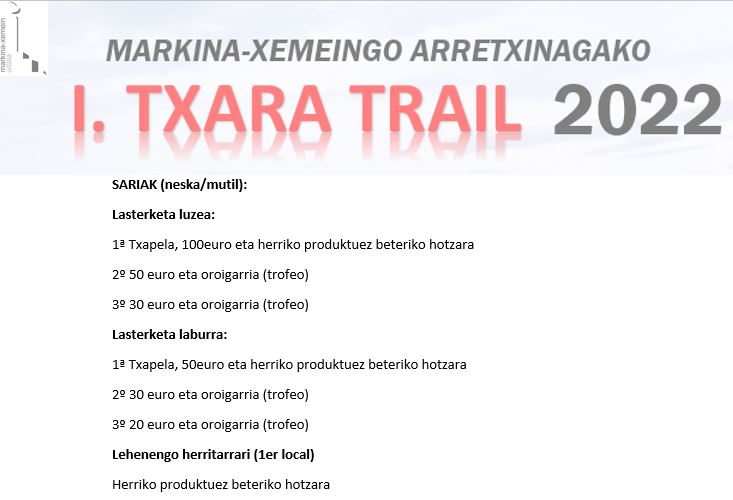 markina-xemein
udala
MARKINA-XEMEINGO ARRETXINAGAKO
I. TXARA TRAIL 2022
SARIAK (neska/mutil):
Lasterketa luzea:
1ª Txapela, 100euro eta herriko produktuez beteriko hotzara
2º 50 euro eta oroigarria (trofeo)
3º 30 euro eta oroigarria (trofeo)
Lasterketa laburra:
1ª Txapela, 50euro eta herriko produktuez beteriko hotzara
2º 30 euro eta oroigarria (trofeo)
3º 20 euro eta oroigarria (trofeo)
Lehenengo herritarrari (1er local)
Herriko produktuez beteriko hotzara